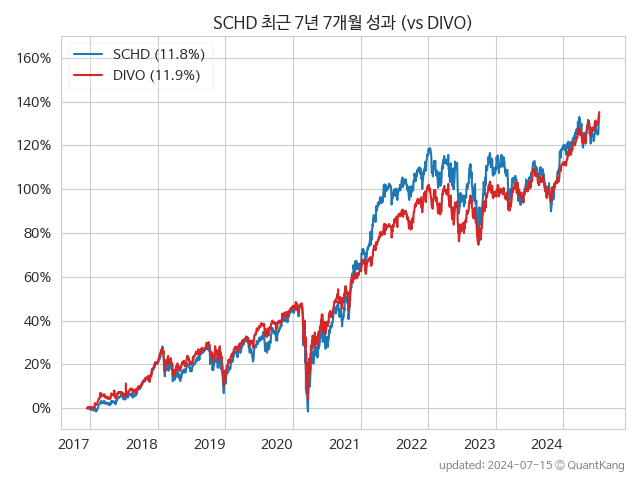 SCHD 최근 7년 7개월 성과 (vs DIVO)
160%
140%
120%
100%
80%
60%
40%
20%
0%
SCHD (11.8%)
DIVO (11.9%)
2017 2018 2019 2020 2021 2022 2023 2024
updated: 2024-07-15 © QuantKang